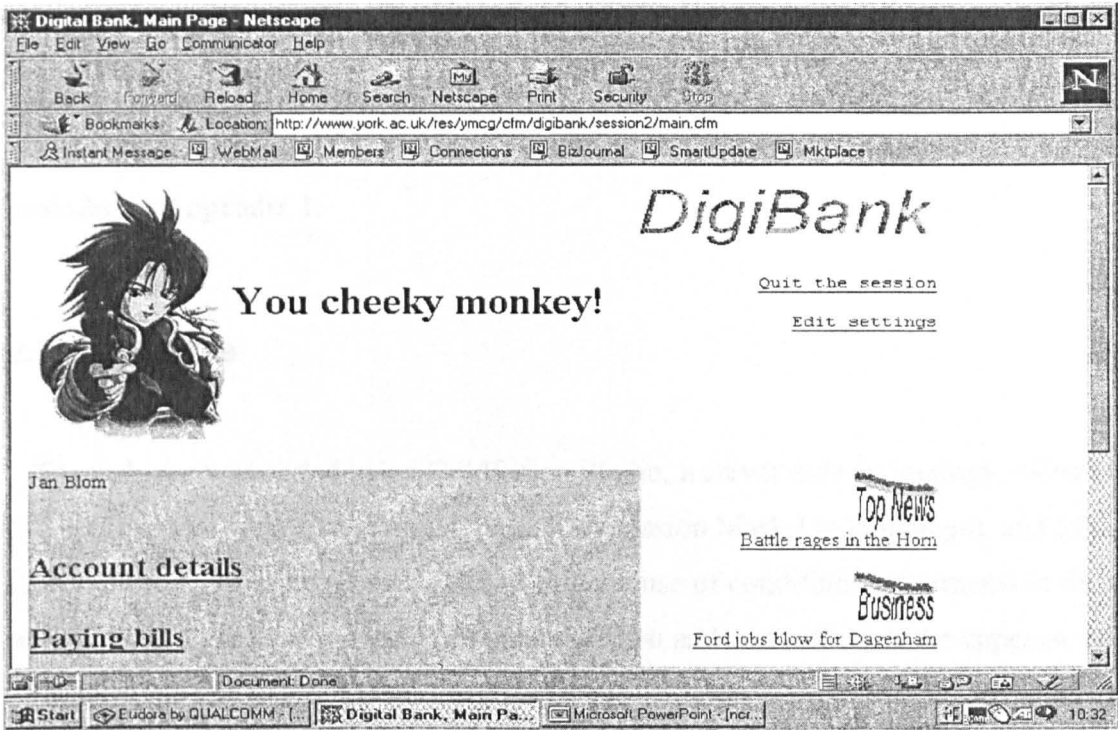 Digital Bank, Main Page - Netscape
File Edit View Go Communicator Help
Back Forward Reload Home Search Netscape Print Security Stop
My
N
Bookmarks Location: http://www.york.ac.uk/res/ymcg/cfm/digibank/session2/main.cfm
Instant Message WebMail Members Connections BizJournal SmartUpdate Mktplace
DigiBank
You cheeky monkey!
Quit the session
Edit settings
Jan Blom
Top News
Battle rages in the Horn
Account details
Business
Paying bills
Ford jobs blow for Dagenham
Document: Done
Start Eudora by QUALCOMM - [... Digital Bank, Main Pa... Microsoft PowerPoint - [ncr... 10:32